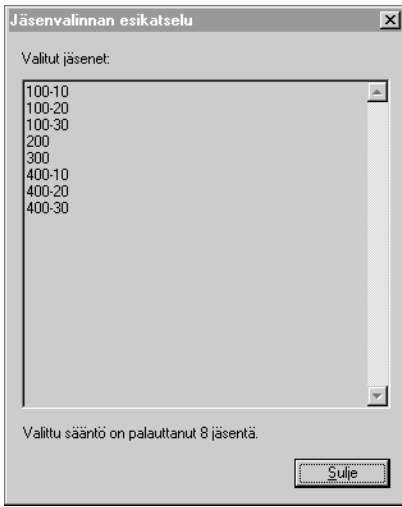 Jäsenvalinnan esikatselu
Valitut jäsenet:
100-10
100-20
100-30
200
300
400-10
400-20
400-30
Valittu sääntö on palauttanut 8 jäsentä.
Sulje